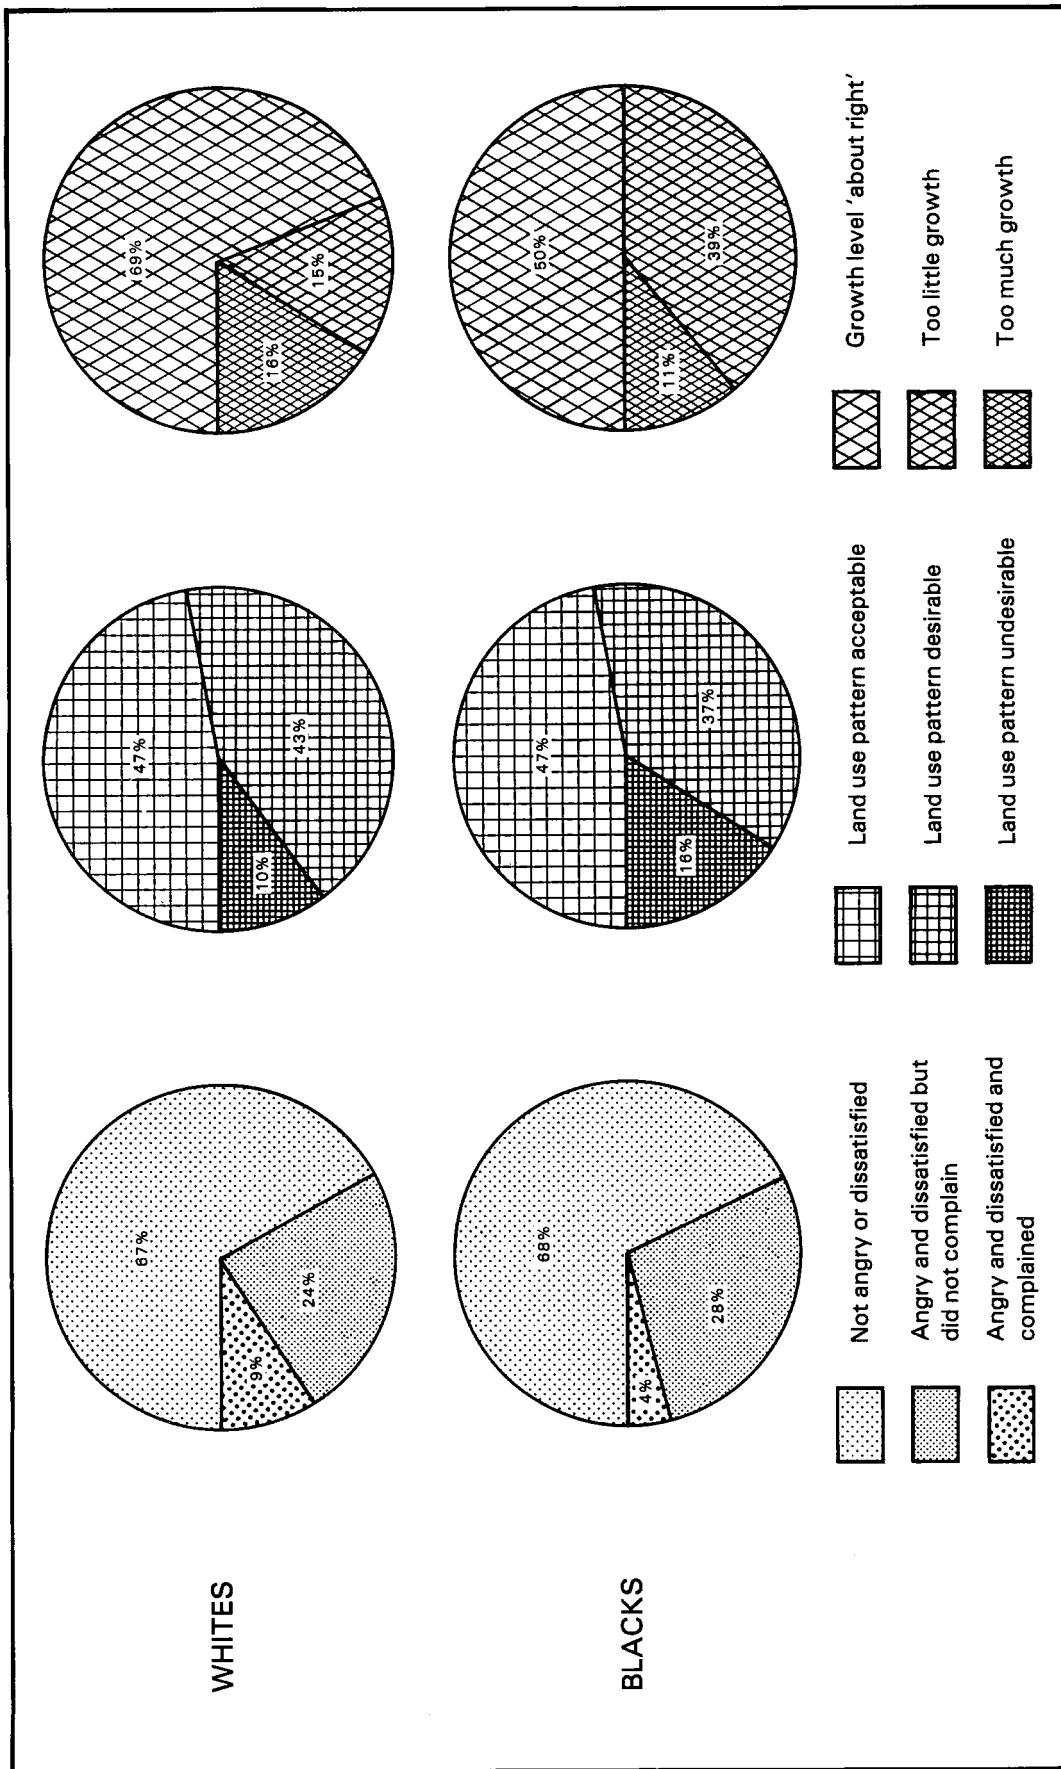 WHITES
67%
24%
9%
47%
43%
10%
69%
15%
16%
BLACKS
68%
28%
4%
47%
37%
16%
50%
39%
11%
Not angry or dissatisfied
Angry and dissatisfied but
did not complain
Angry and dissatisfied and
complained
Land use pattern acceptable
Land use pattern desirable
Land use pattern undesirable
Growth level 'about right'
Too little growth
Too much growth